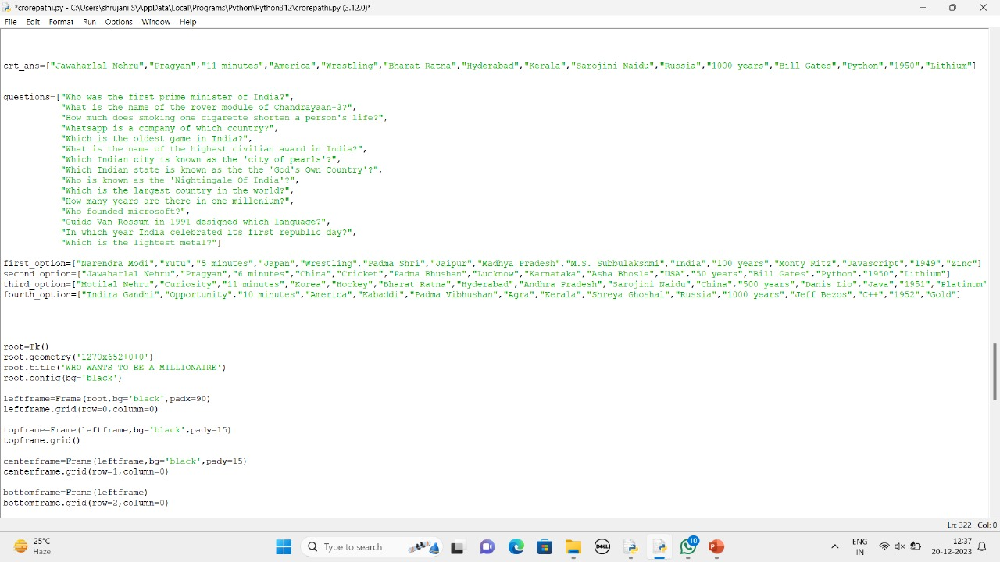 *crorepathi.py - C:\Users\shrujani S\AppData\Local\Programs\Python\Python312\crorepathi.py (3.12.0)*
File Edit Format Run Options Window Help
crt_ans=["Jawaharlal Nehru","Pragyan","11 minutes","America","Wrestling","Bharat Ratna","Hyderabad","Kerala","Sarojini Naidu","Russia","1000 years","Bill Gates","Python","1950","Lithium"]
questions=["Who was the first prime minister of India?",
"What is the name of the rover module of Chandrayaan-3?",
"How much does smoking one cigarette shorten a person's life?",
"Whatsapp is a company of which country?",
"Which is the oldest game in India?",
"What is the name of the highest civilian award in India?",
"Which Indian city is known as the 'city of pearls'?",
"Which Indian state is known as the the 'God's Own Country'?",
"Who is known as the 'Nightingale Of India'?",
"Which is the largest country in the world?",
"How many years are there in one millenium?",
"Who founded microsoft?",
"Guido Van Rossum in 1991 designed which language?",
"In which year India celebrated its first republic day?",
"Which is the lightest metal?"]
first_option=["Narendra Modi","Yutu","5 minutes","Japan","Wrestling","Padma Shri","Jaipur","Madhya Pradesh","M.S. Subbulakshmi","India","100 years","Monty Ritz","Javascript","1949","Zinc"]
second_option=["Jawaharlal Nehru","Pragyan","6 minutes","China","Cricket","Padma Bhushan","Lucknow","Karnataka","Asha Bhosle","USA","50 years","Bill Gates","Python","1950","Lithium"]
third_option=["Motilal Nehru","Curiosity","11 minutes","Korea","Hockey","Bharat Ratna","Hyderabad","Andhra Pradesh","Sarojini Naidu","China","500 years","Danis Lio","Java","1951","Platinum"
fourth_option=["Indira Gandhi","Opportunity","10 minutes","America","Kabaddi","Padma Vibhushan","Agra","Kerala","Shreya Ghoshal","Russia","1000 years","Jeff Bezos","C++","1952","Gold"]
root=Tk()
root.geometry('1270x652+0+0')
root.title('WHO WANTS TO BE A MILLIONAIRE')
root.config(bg='black')
leftframe=Frame(root,bg='black',padx=90)
leftframe.grid(row=0,column=0)
topframe=Frame(leftframe,bg='black',pady=15)
topframe.grid()
centerframe=Frame(leftframe,bg='black',pady=15)
centerframe.grid(row=1,column=0)
bottomframe=Frame(leftframe)
bottomframe.grid(row=2,column=0)
Ln: 322 Col: 0
25°C
Haze
Type to search
DELL
10
ENG
IN
12:37
20-12-2023